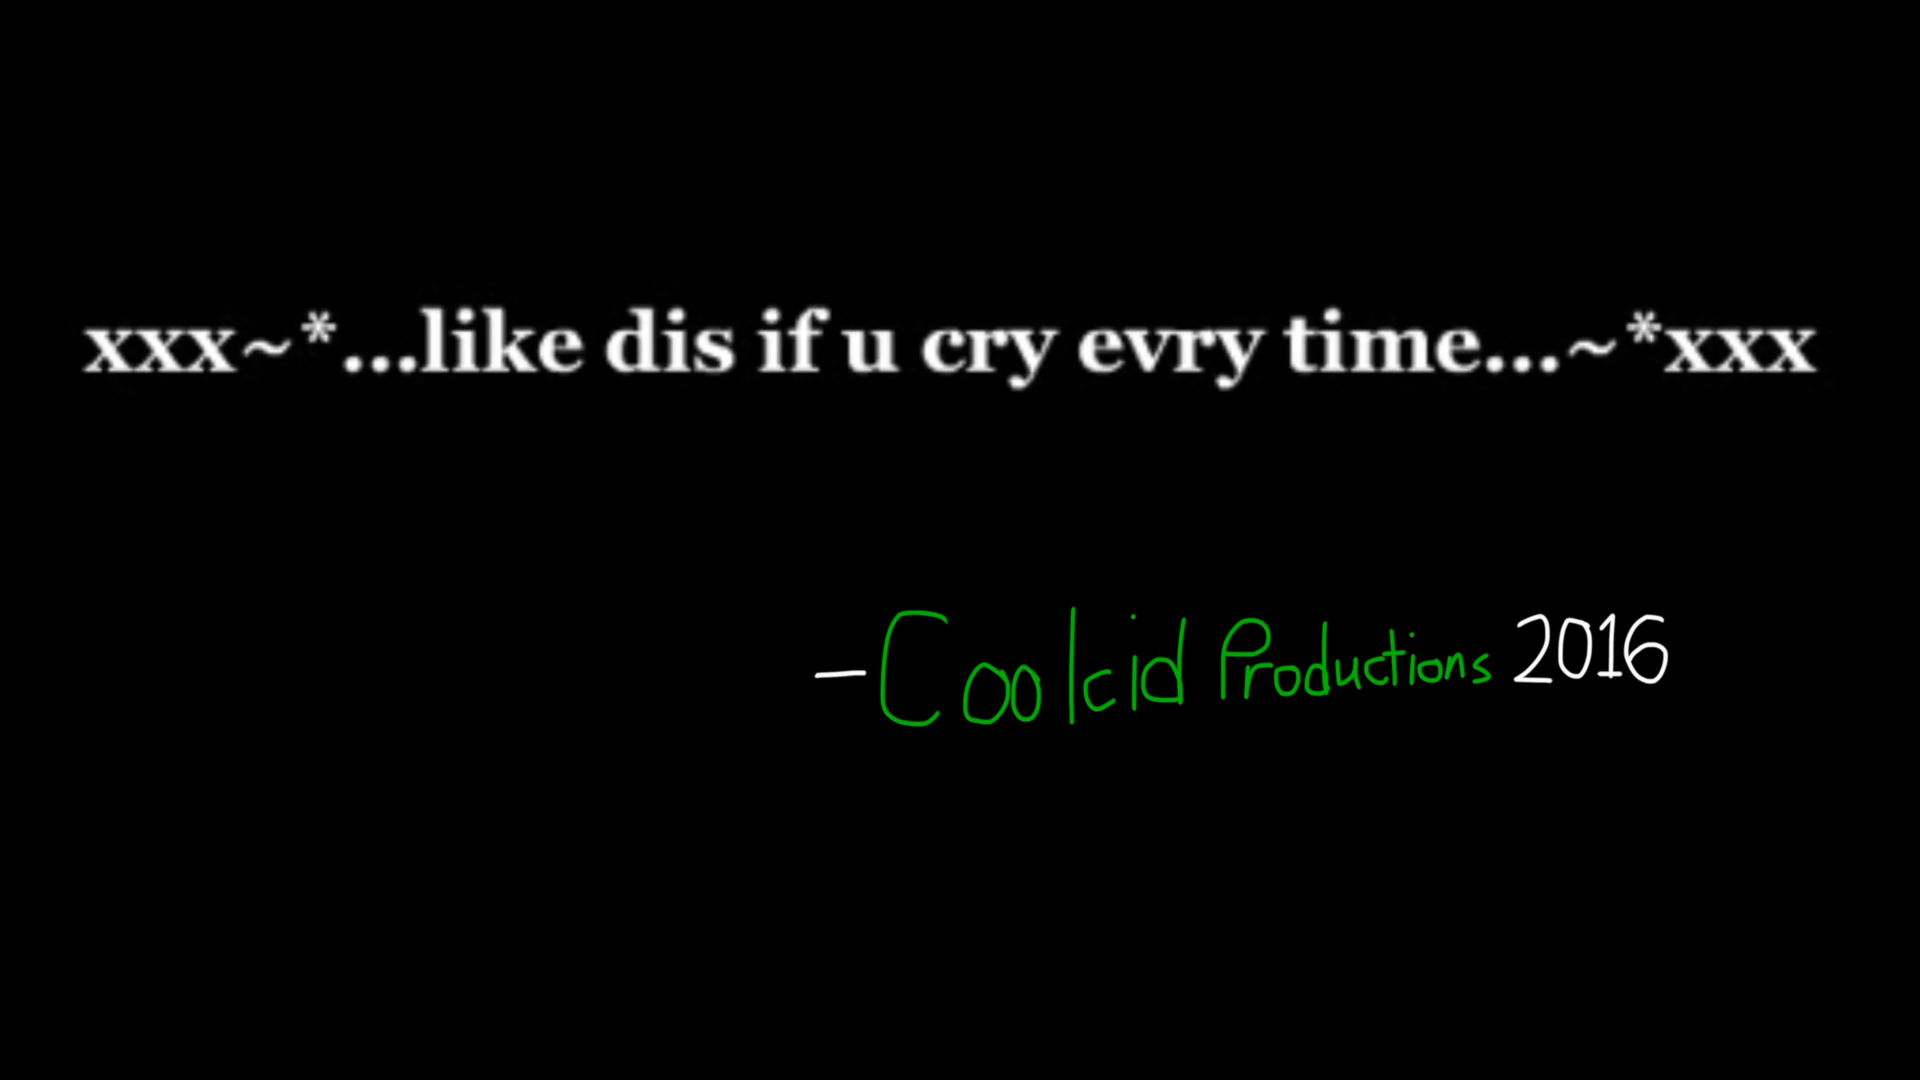 xxx~*...like dis if u cry evry time...~*xxx
-Coolcid Productions 2016